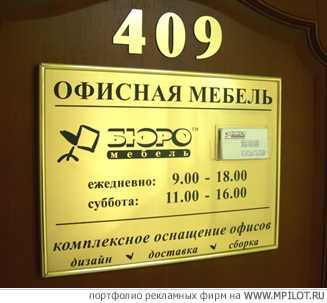 409
ОФИСНАЯ МЕБЕЛЬ
БЮРО™
мебель
ежедневно: 9.00 - 18.00
суббота: 11.00 - 16.00
комплексное оснащение офисов
дизайн доставка сборка
портфолио рекламных фирм на WWW.MPILOT.RU